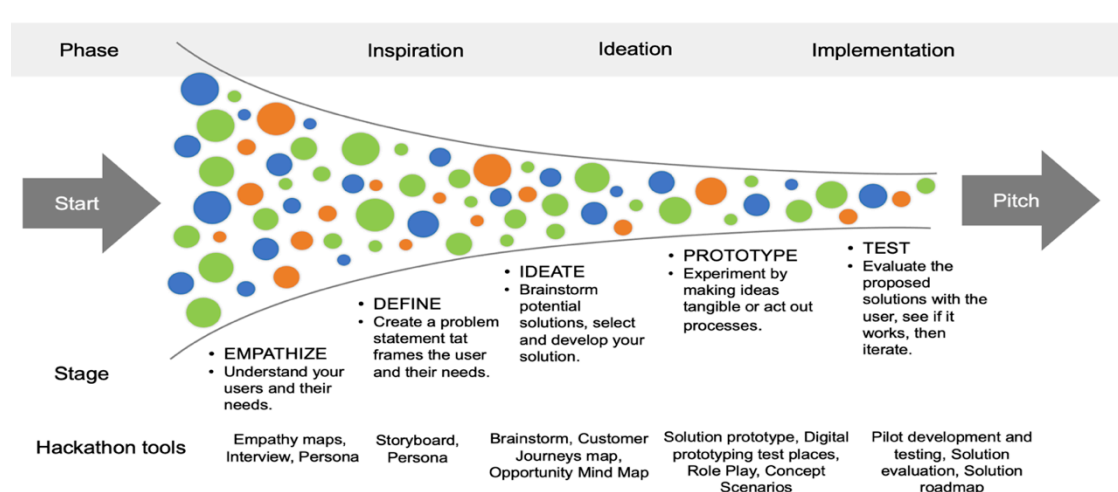 Phase
Inspiration
Ideation
Implementation
Start
Pitch
Stage
• EMPATHIZE
• Understand your
users and their
needs.
• DEFINE
• Create a problem
statement tat
frames the user
and their needs.
• IDEATE
• Brainstorm
potential
solutions, select
and develop your
solution.
• PROTOTYPE
• Experiment by
making ideas
tangible or act out
processes.
• TEST
• Evaluate the
proposed
solutions with the
user, see if it
works, then
iterate.
Hackathon tools
Empathy maps,
Interview, Persona
Storyboard,
Persona
Brainstorm, Customer
Journeys map,
Opportunity Mind Map
Solution prototype, Digital
prototyping test places,
Role Play, Concept
Scenarios
Pilot development and
testing, Solution
evaluation, Solution
roadmap